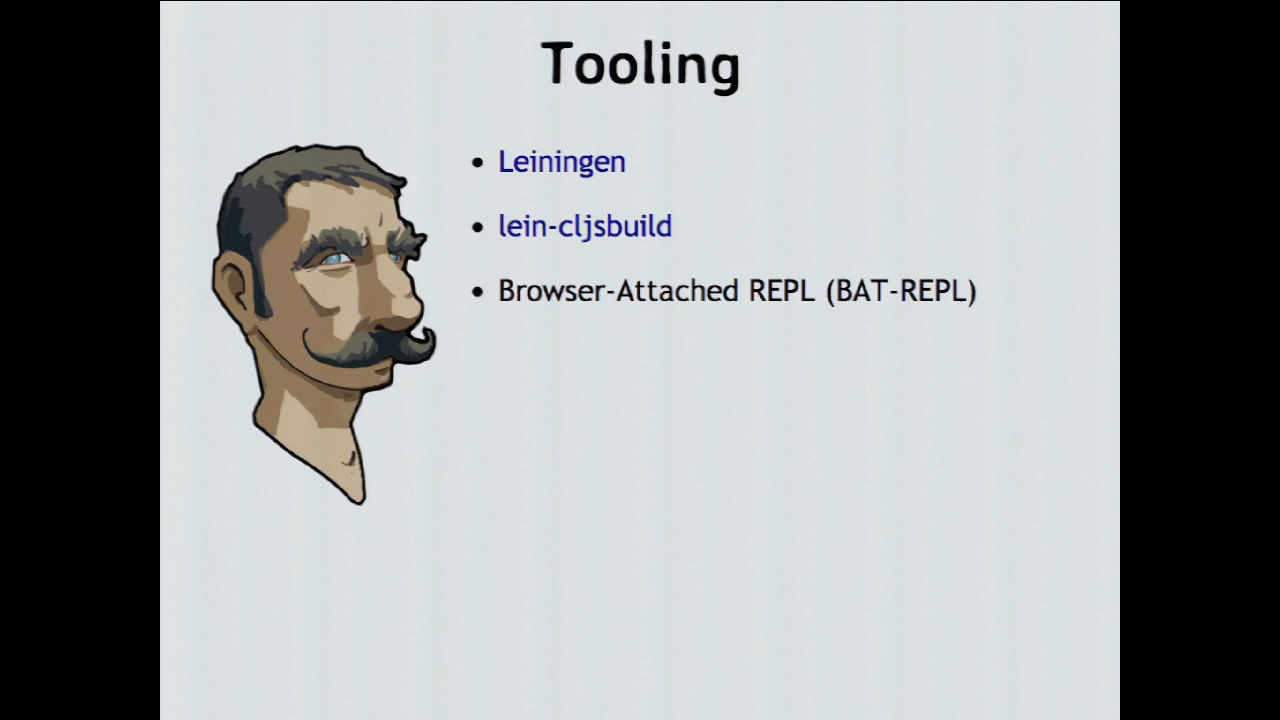 Tooling
• Leiningen
• lein-cljsbuild
• Browser-Attached REPL (BAT-REPL)